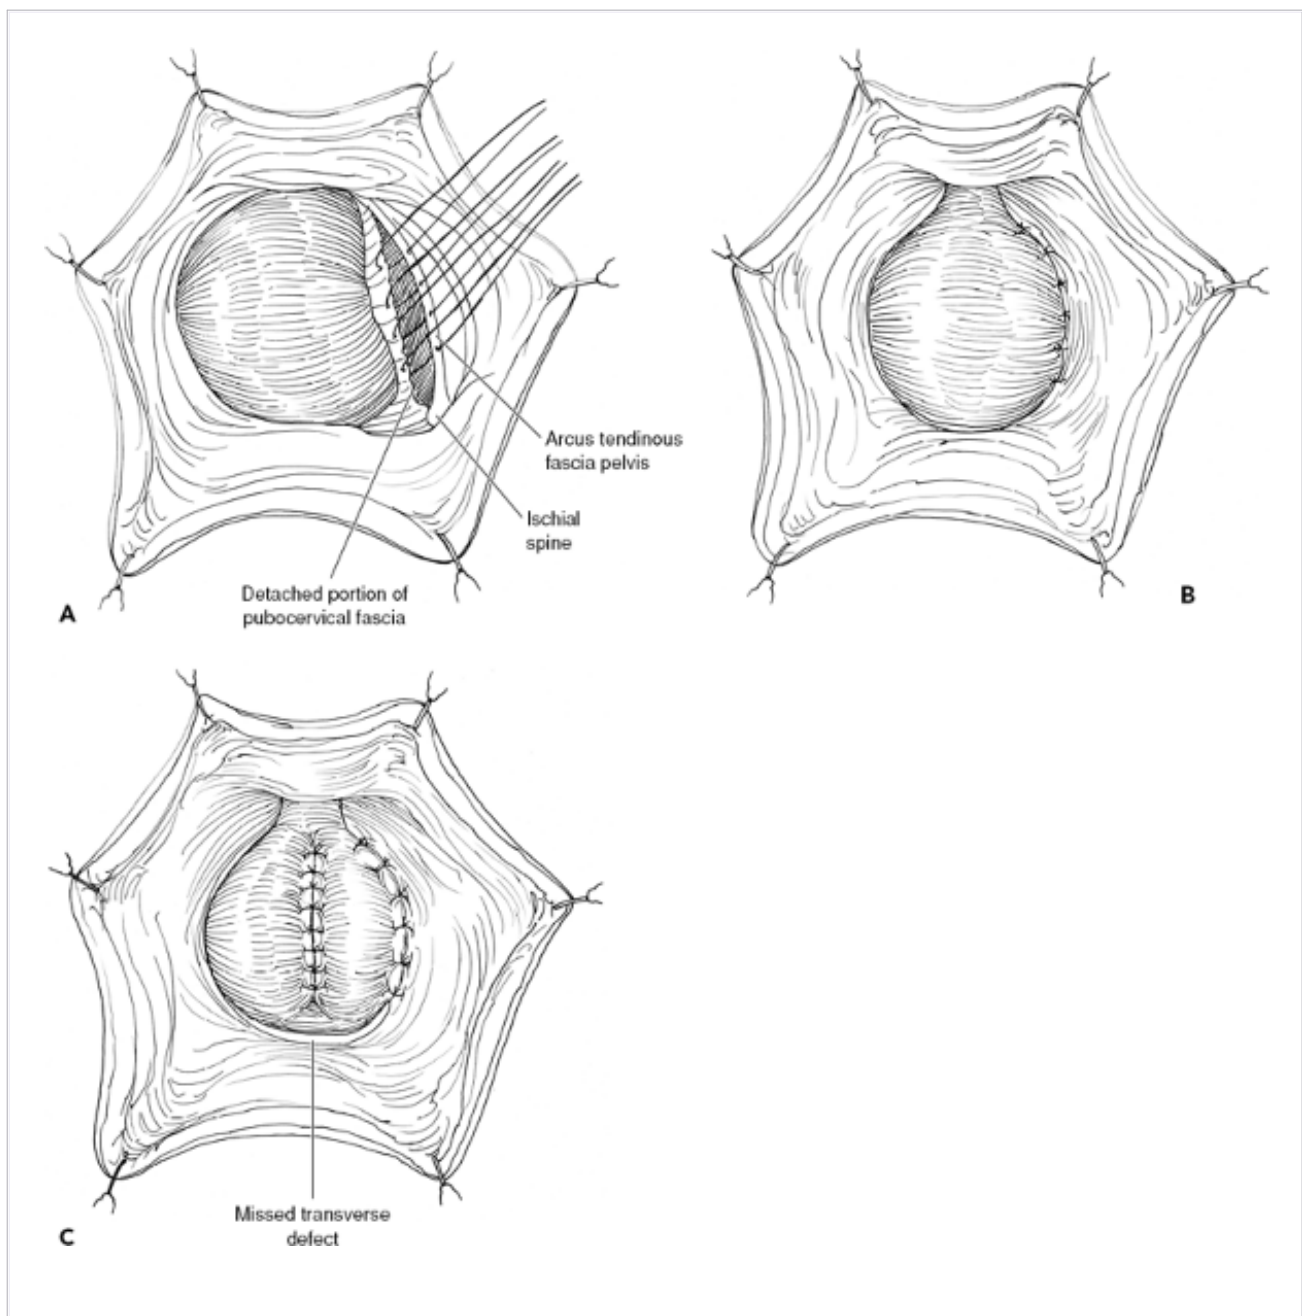 Arcus tendinous
fascia pelvis
Ischial
spine
Detached portion of
pubocervical fascia
A
B
Missed transverse
defect
C